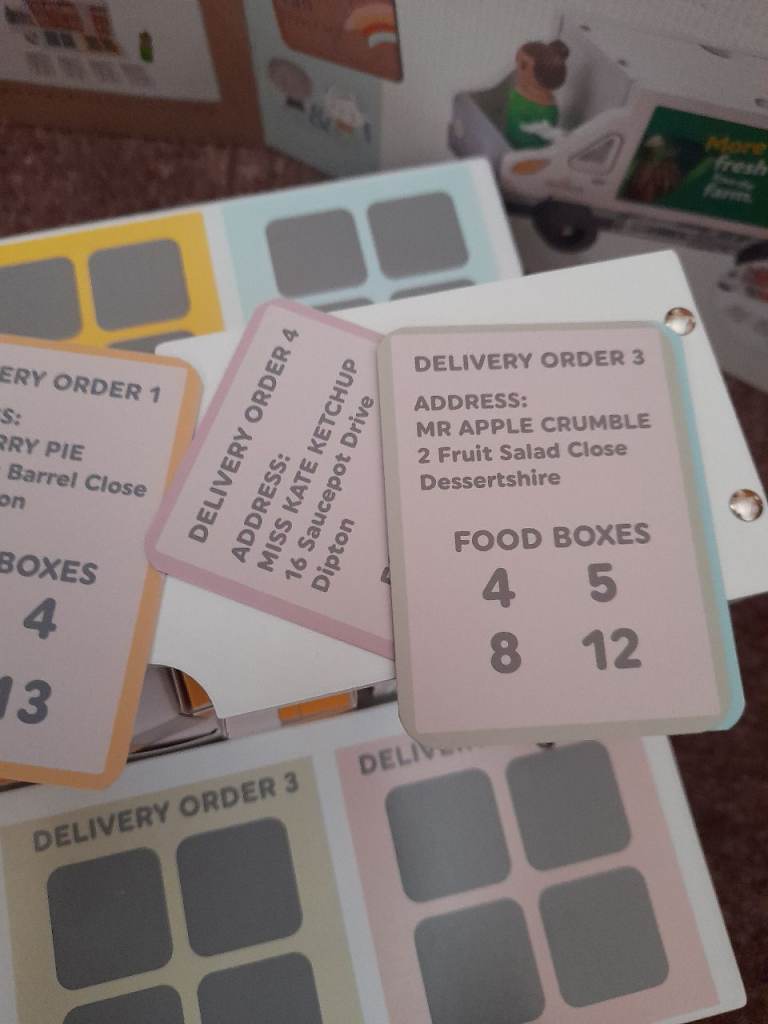 More
fresh
farm.
ERY ORDER 1
S:
RRY PIE
Barrel Close
on
BOXES
4
13
DELIVERY ORDER 4
ADDRESS:
MISS KATE KETCHUP
16 Saucepot Drive
Dipton
DELIVERY ORDER 3
ADDRESS:
MR APPLE CRUMBLE
2 Fruit Salad Close
Dessertshire
FOOD BOXES
4 5
8 12
DELIVERY ORDER 3
DELIVER